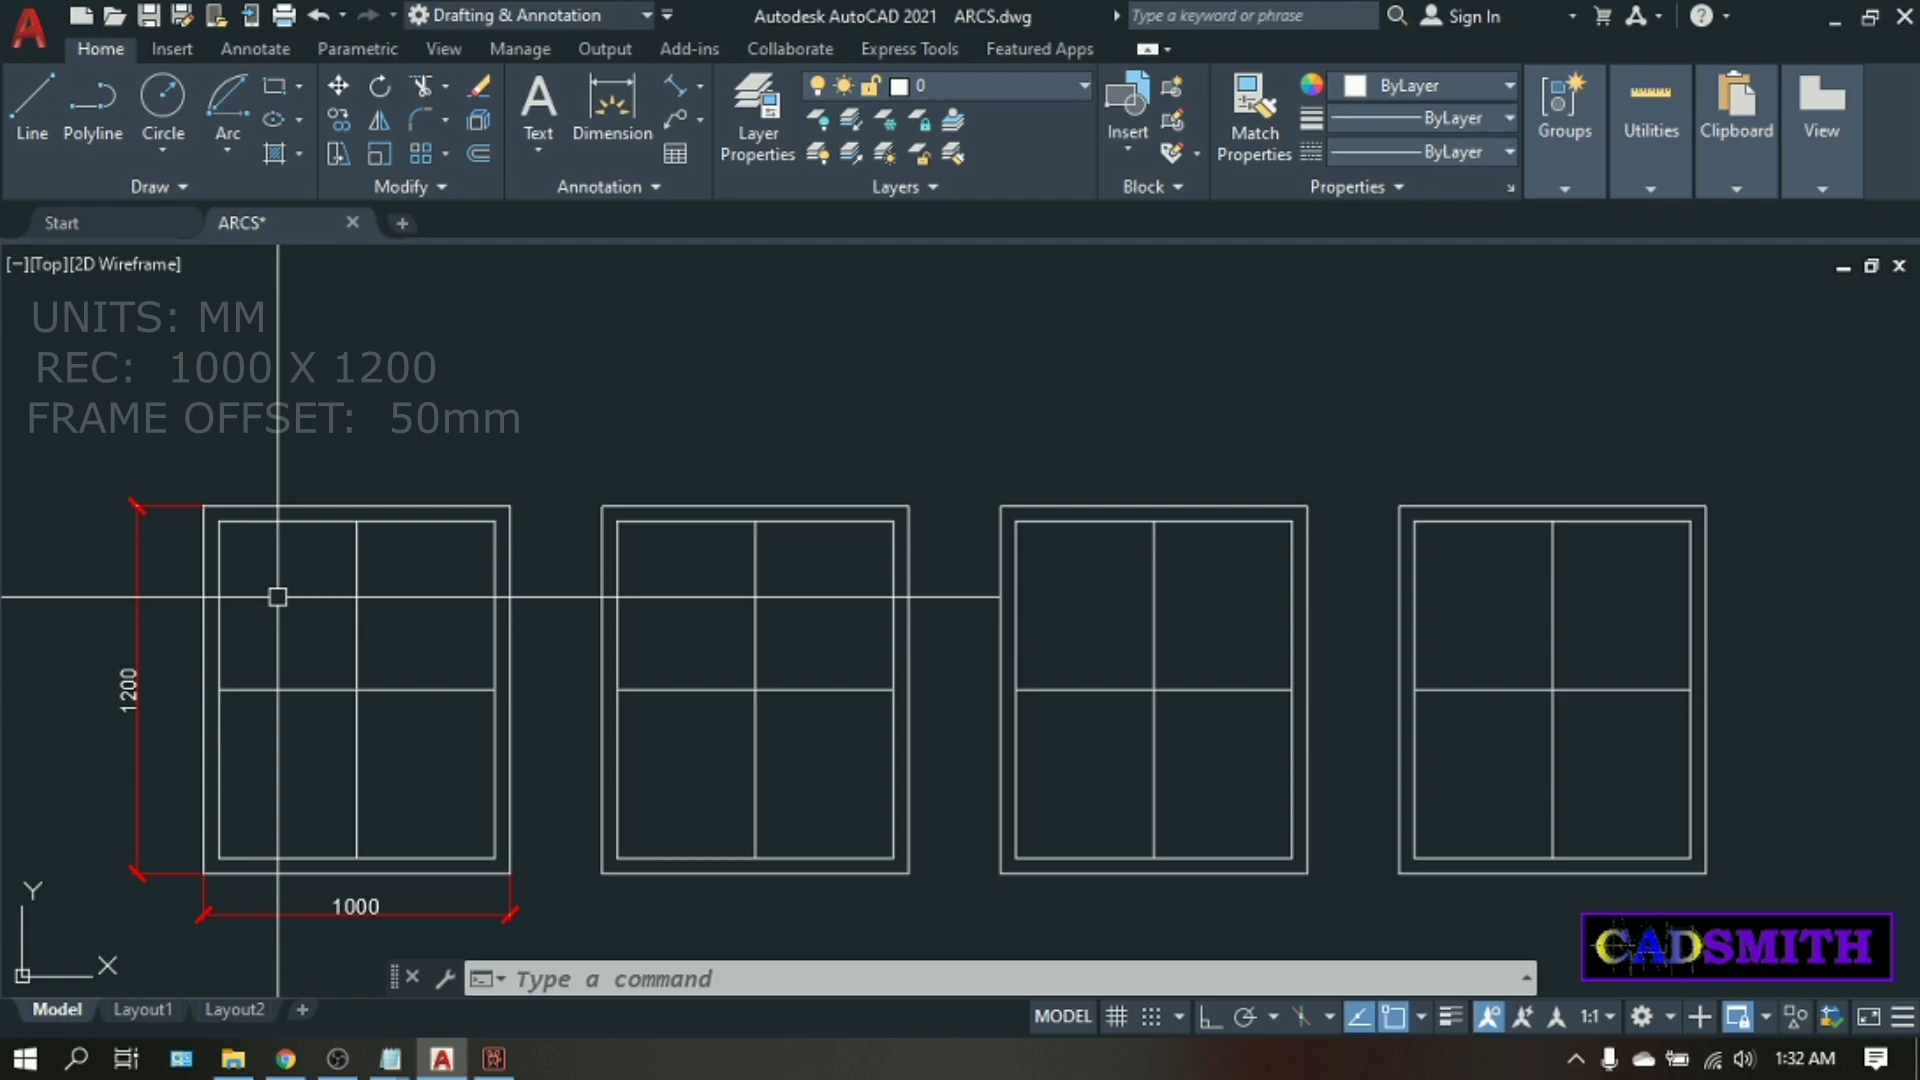 Drafting & Annotation
Autodesk AutoCAD 2021 ARCS.dwg
Type a keyword or phrase
Sign In
Home Insert Annotate Parametric View Manage Output Add-ins Collaborate Express Tools Featured Apps
0
ByLayer
ByLayer
ByLayer
Line Polyline Circle Arc
Text Dimension
Layer Properties
Insert
Match Properties
Groups Utilities Clipboard View
Draw Modify Annotation Layers Block Properties
Start ARCS*
[−][Top][2D Wireframe]
UNITS: MM
REC: 1000 X 1200
FRAME OFFSET: 50mm
1200
1000
Y
X
CADSMITH
Type a command
Model Layout1 Layout2
MODEL 1:1
1:32 AM